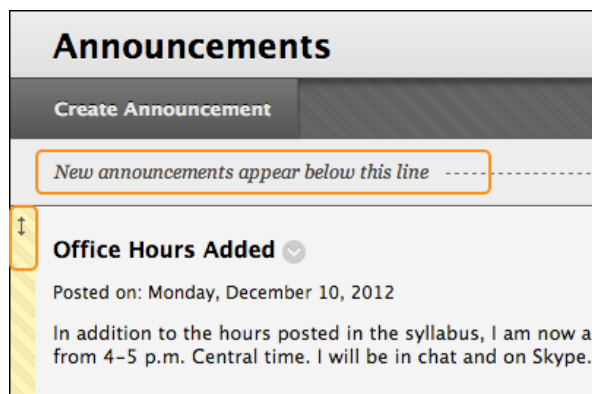 Announcements
Create Announcement
New announcements appear below this line
Office Hours Added
Posted on: Monday, December 10, 2012
In addition to the hours posted in the syllabus, I am now a
from 4–5 p.m. Central time. I will be in chat and on Skype.